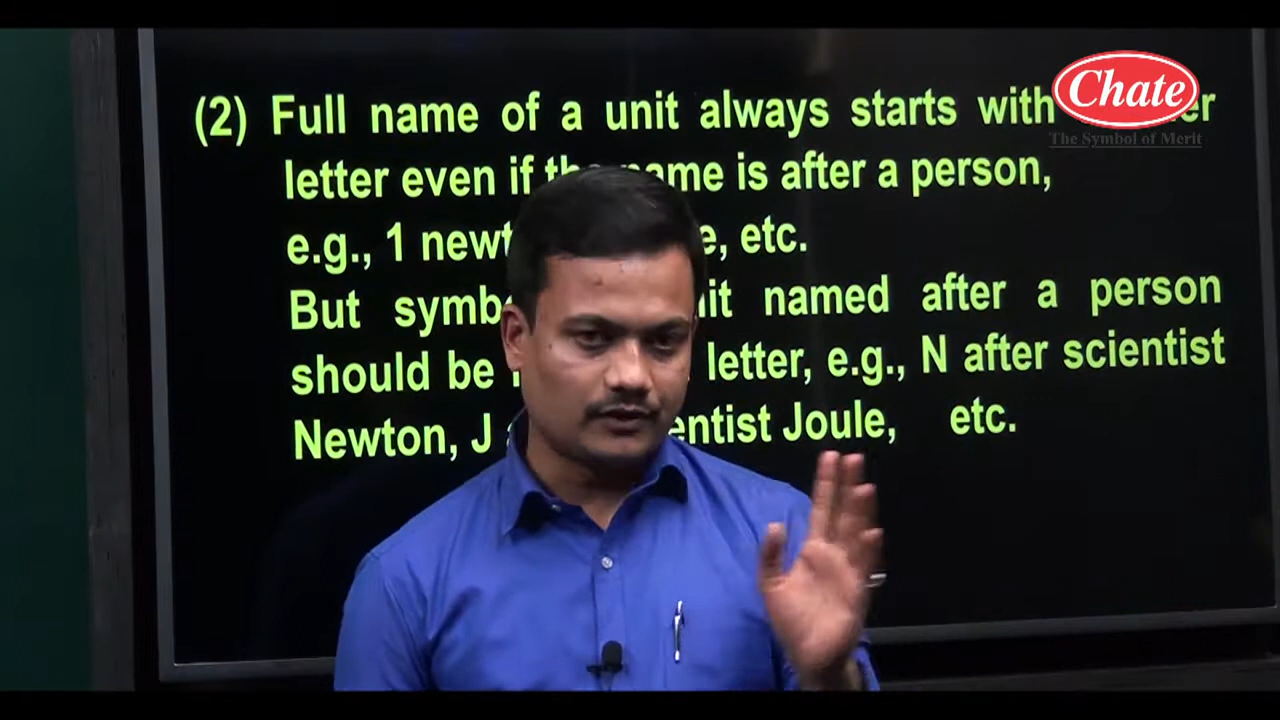 Chate
The Symbol of Merit
(2) Full name of a unit always starts with
letter even if name is after a person,
e.g., 1 etc.
But named after a person
should be letter, e.g., N after scientist
Newton, J Joule, etc.